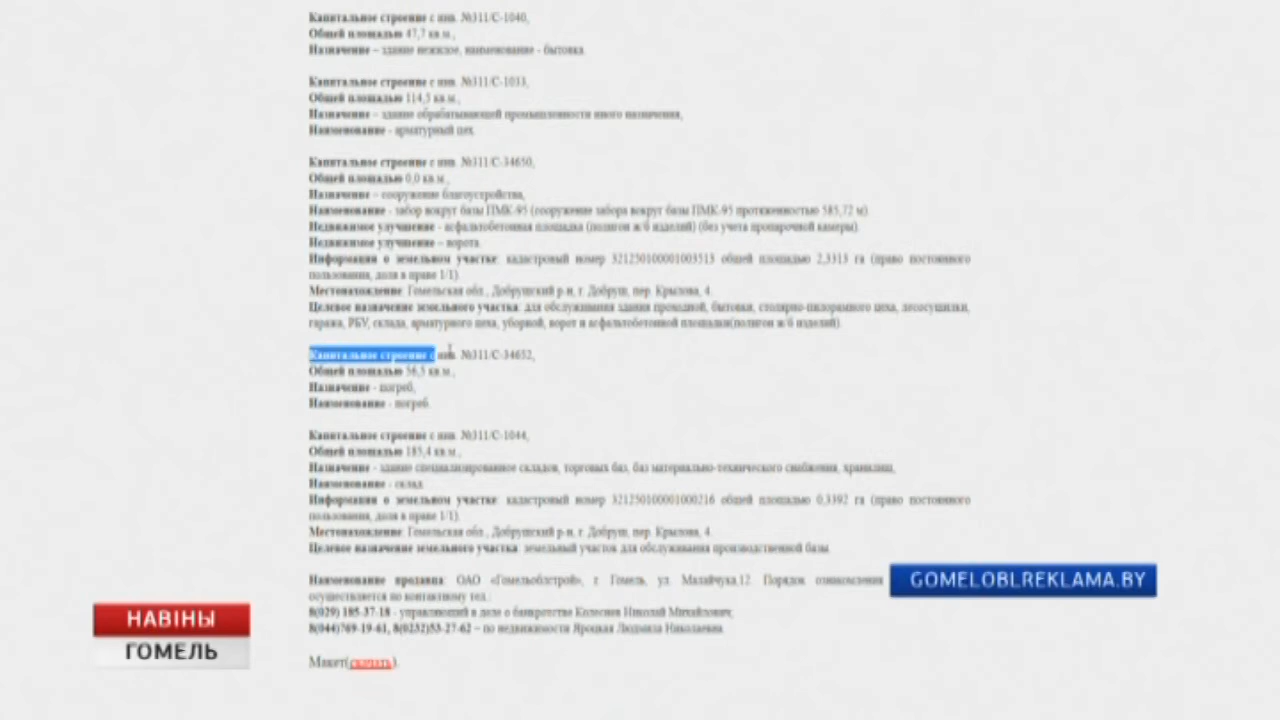 Капитальное строение с инв. №311/С-1040,
Общей площадью 47,7 кв.м.,
Назначение – здание нежилое, наименование - бытовка.
Капитальное строение с инв. №311/С-1033,
Общей площадью 114,5 кв.м.,
Назначение – здание обрабатывающей промышленности иного назначения,
Наименование - арматурный цех.
Капитальное строение с инв. №311/С-34650,
Общей площадью 0,0 кв.м.,
Назначение – сооружение благоустройства,
Наименование - забор вокруг базы ПМК-95 (сооружение забора вокруг базы ПМК-95 протяженностью 585,72 м).
Недвижимое улучшение - асфальтобетонная площадка (полигон ж/б изделий) (без учета пропарочной камеры).
Недвижимое улучшение – ворота.
Информация о земельном участке: кадастровый номер 321250100001003513 общей площадью 2,3313 га (право постоянного
пользования, доля в праве 1/1).
Местонахождение: Гомельская обл., Добрушский р-н, г. Добруш, пер. Крылова, 4.
Целевое назначение земельного участка: для обслуживания здания проходной, бытовки, столярно-пилорамного цеха, лесосушилки,
гаража, РБУ, склада, арматурного цеха, уборной, ворот и асфальтобетонной площадки(полигон ж/б изделий).
Капитальное строение с инв. №311/С-34652,
Общей площадью 56,5 кв.м.,
Назначение - погреб,
Наименование - погреб.
Капитальное строение с инв. №311/С-1044,
Общей площадью 185,4 кв.м.,
Назначение - здание специализированное складов, торговых баз, баз материально-технического снабжения, хранилищ,
Наименование - склад.
Информация о земельном участке: кадастровый номер 321250100001000216 общей площадью 0,3392 га (право постоянного
пользования, доля в праве 1/1).
Местонахождение: Гомельская обл., Добрушский р-н, г. Добруш, пер. Крылова, 4.
Целевое назначение земельного участка: земельный участок для обслуживания производственной базы.
Наименование продавца: ОАО «Гомельоблстрой», г. Гомель, ул. Малайчука,12. Порядок ознакомления
осуществляется по контактному тел.:
8(029) 185-37-18 - управляющий в деле о банкротстве Колесня Николай Михайлович;
8(044)769-19-61, 8(0232)53-27-62 – по недвижимости Яроцкая Людмила Николаевна.
Макет(скачать).
GOMELOBLREKLAMA.BY
НАВІНЫ
ГОМЕЛЬ